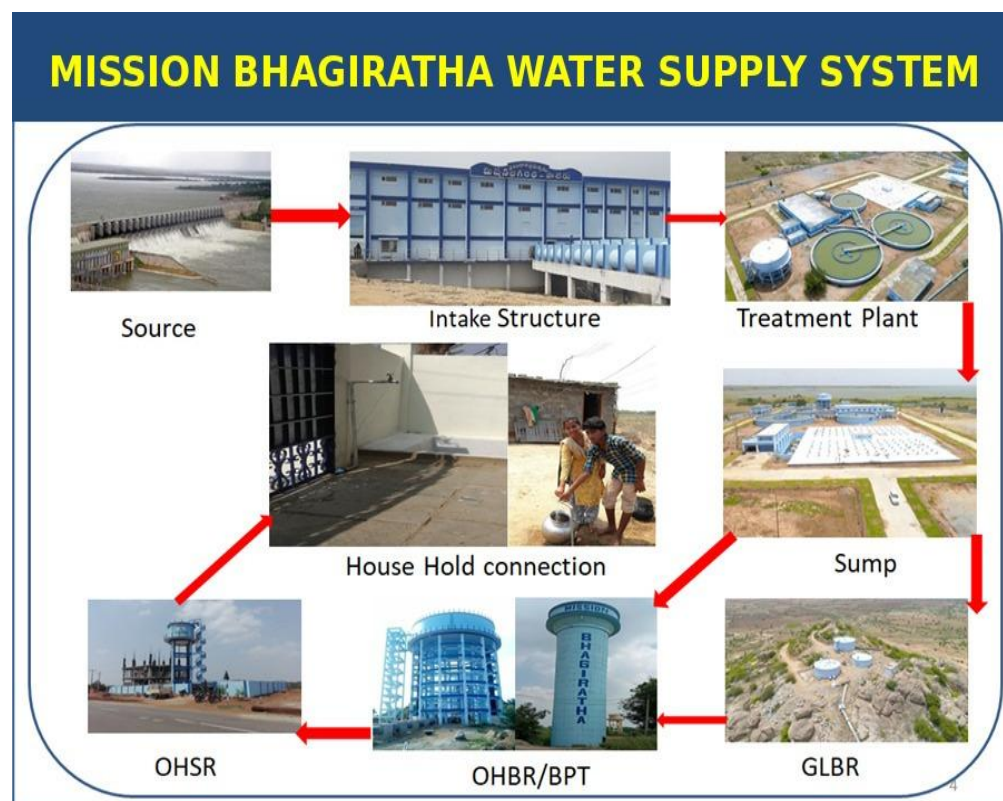 MISSION BHAGIRATHA WATER SUPPLY SYSTEM
Source
Intake Structure
Treatment Plant
House Hold connection
Sump
MISSION
BHAGIRATHA
OHSR
OHBR/BPT
GLBR
4